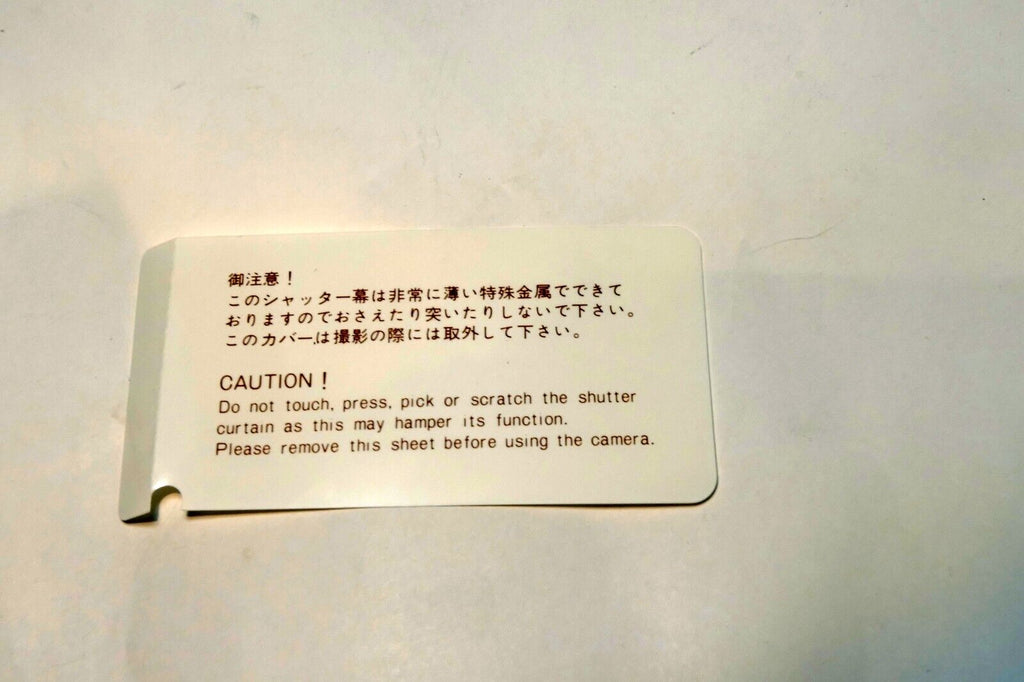 御注意！
このシャッター幕は非常に薄い特殊金属でできて
おりますのでおさえたり突いたりしないで下さい。
このカバーは撮影の際には取外して下さい。
CAUTION !
Do not touch, press, pick or scratch the shutter
curtain as this may hamper its function.
Please remove this sheet before using the camera.